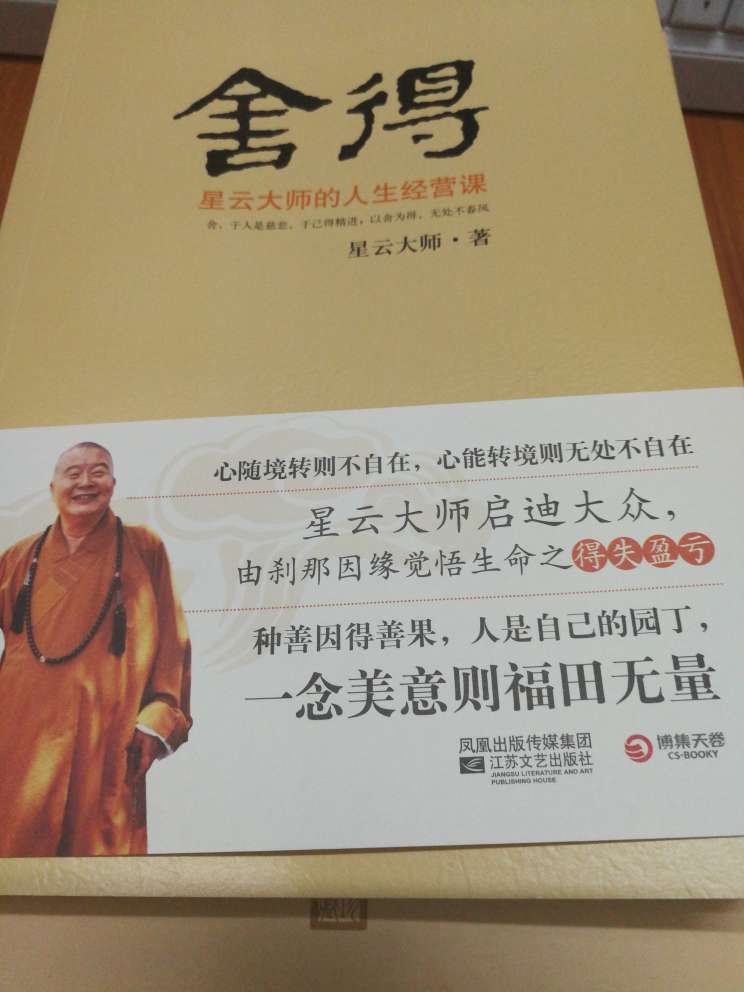 舍得
星云大师的人生经营课
舍，于人是慈悲，于己得精进；以舍为得，无处不春风
星云大师·著
心随境转则不自在，心能转境则无处不自在
星云大师启迪大众，
由刹那因缘觉悟生命之得失盈亏
种善因得善果，人是自己的园丁，
一念美意则福田无量
凤凰出版传媒集团
江苏文艺出版社
JIANGSU LITERATURE AND ART
PUBLISHING HOUSE
博集天卷
CS-BOOKY